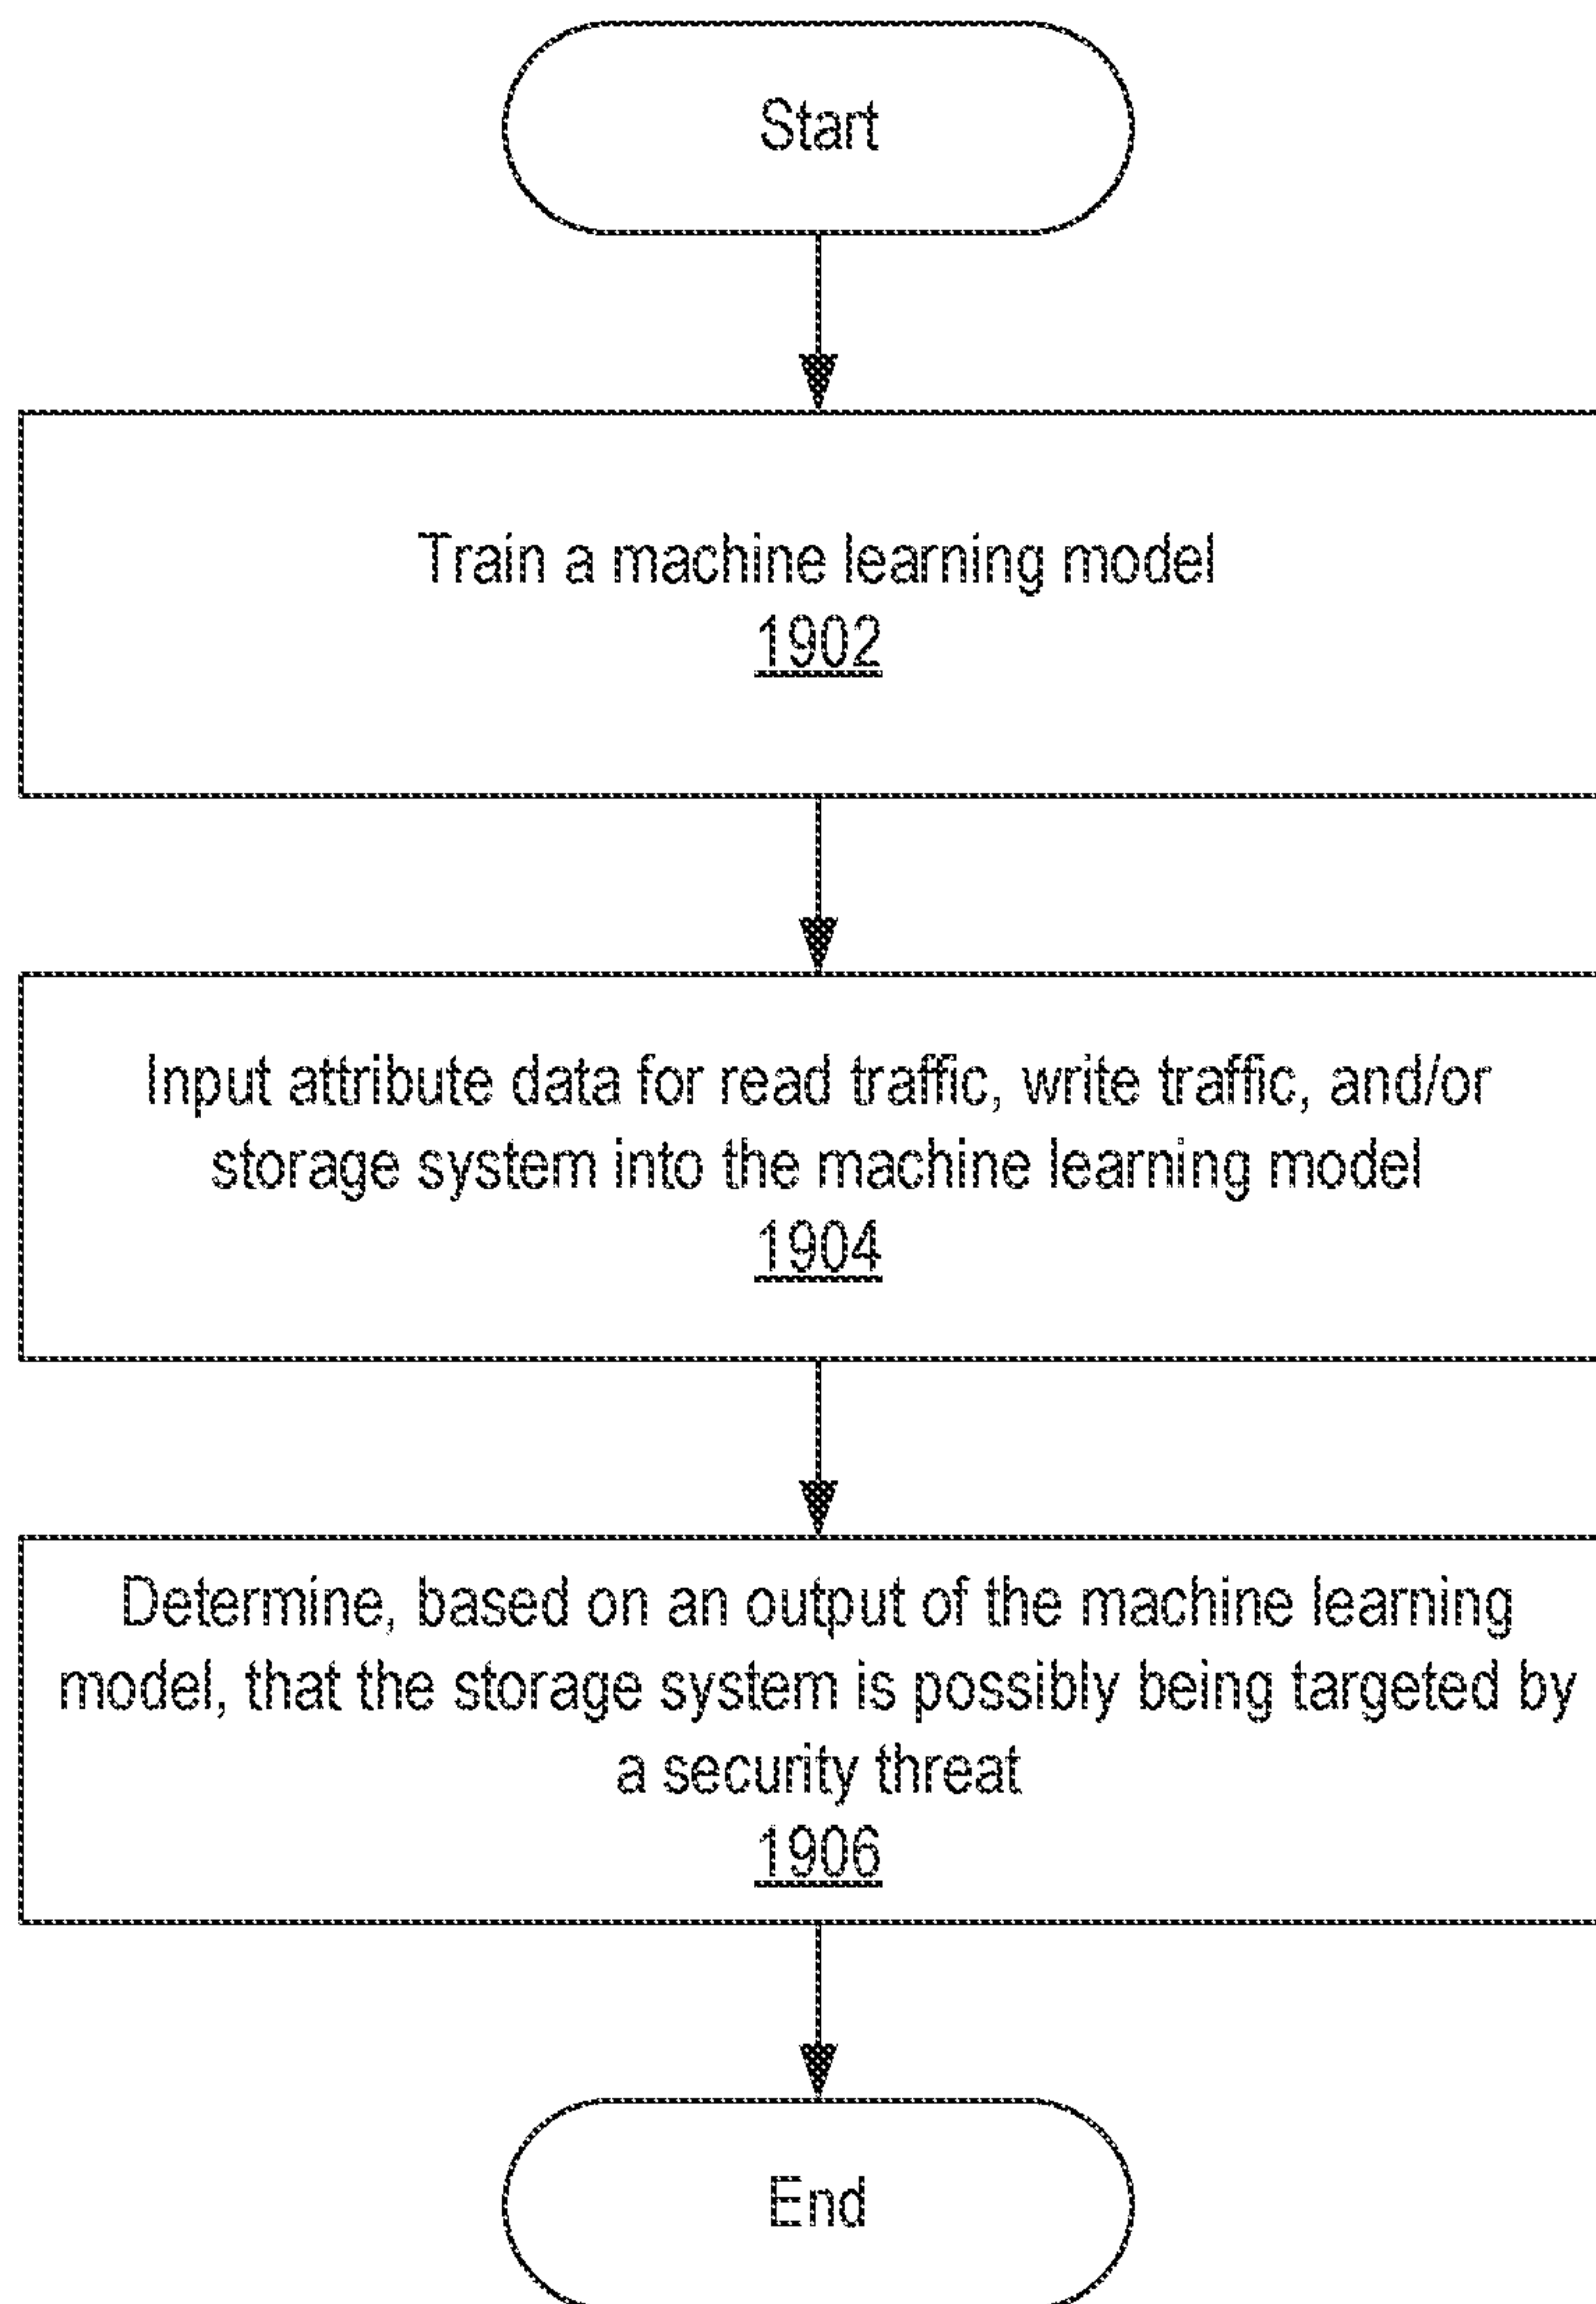 Start
Train a machine learning model
1902
Input attribute data for read traffic, write traffic, and/or
storage system into the machine learning model
1904
Determine, based on an output of the machine learning
model, that the storage system is possibly being targeted by
a security threat
1906
End